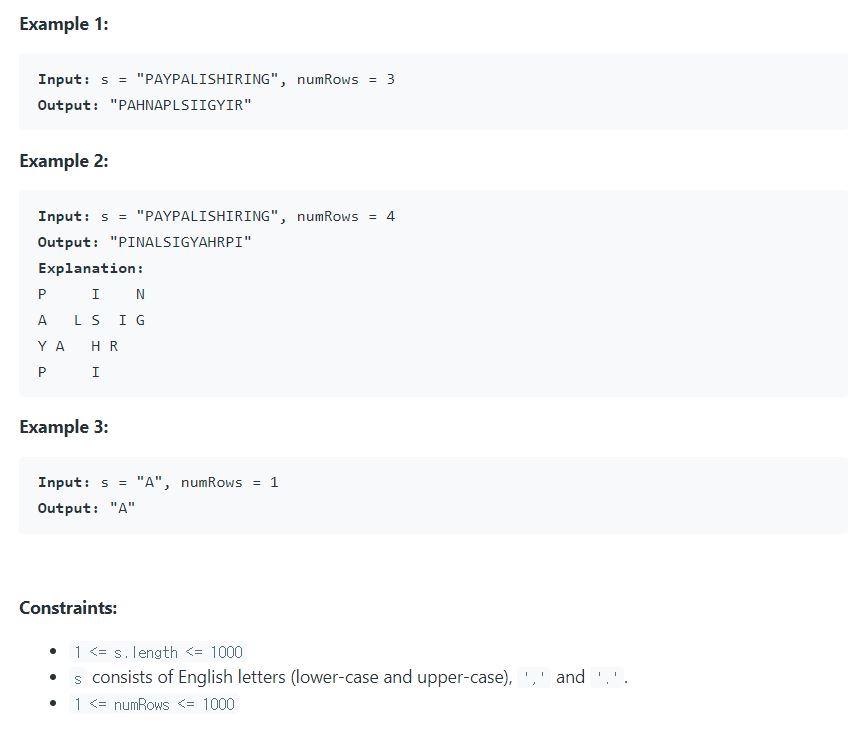 Example 1:
Input: s = "PAYPALISHIRING", numRows = 3
Output: "PAHNAPLSIIGYIR"
Example 2:
Input: s = "PAYPALISHIRING", numRows = 4
Output: "PINALSIGYAHRPI"
Explanation:
P     I    N
A   L S  I G
Y A   H R
P     I
Example 3:
Input: s = "A", numRows = 1
Output: "A"
Constraints:
• 1 <= s.length <= 1000
• s consists of English letters (lower-case and upper-case), ',' and '.'.
• 1 <= numRows <= 1000